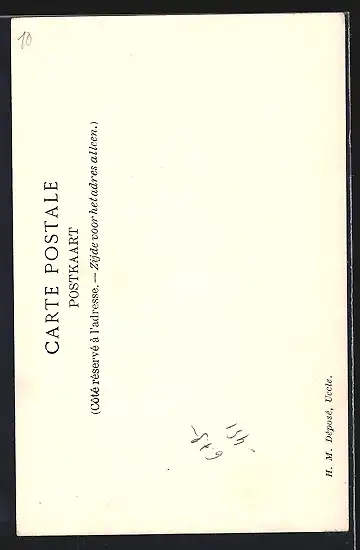 10
CARTE POSTALE
POSTKAART
(Côté réservé à l'adresse. — Zijde voor het adres alleen.)
H. M. Déposé, Uccle.